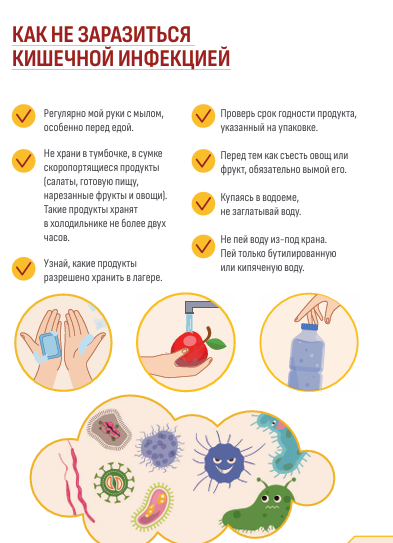 КАК НЕ ЗАРАЗИТЬСЯ
КИШЕЧНОЙ ИНФЕКЦИЕЙ
Регулярно мой руки с мылом,
особенно перед едой.
Не храни в тумбочке, в сумке
скоропортящиеся продукты
(салаты, готовую пищу,
нарезанные фрукты и овощи).
Такие продукты хранят
в холодильнике не более двух
часов.
Узнай, какие продукты
разрешено хранить в лагере.
Проверь срок годности продукта,
указанный на упаковке.
Перед тем как съесть овощ или
фрукт, обязательно вымой его.
Купаясь в водоеме,
не заглатывай воду.
Не пей воду из-под крана.
Пей только бутилированную
или кипяченую воду.